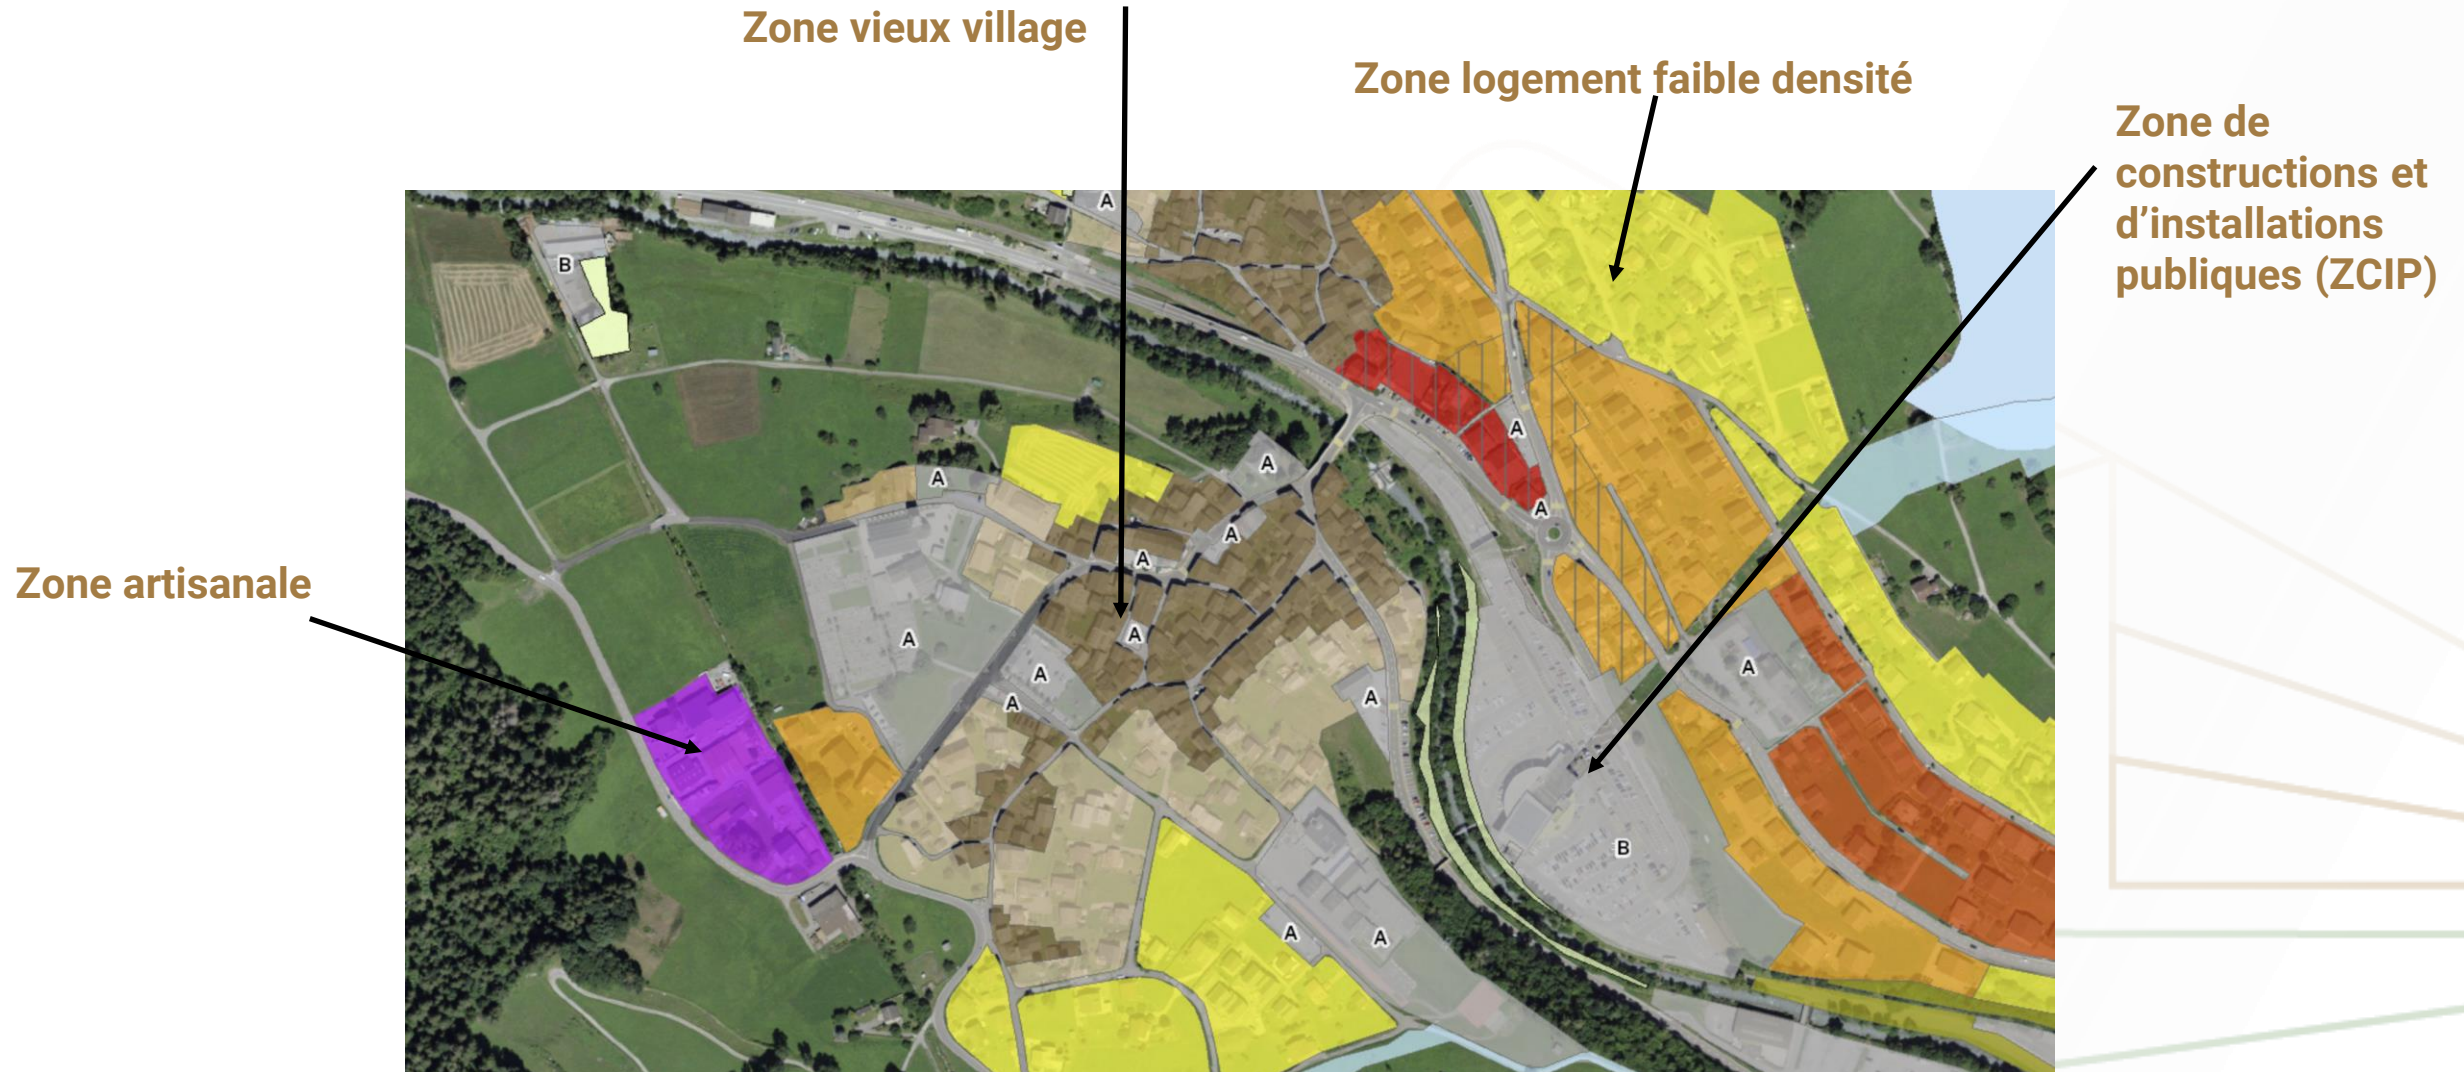 Zone vieux village
Zone logement faible densité
Zone de
constructions et
d’installations
publiques (ZCIP)
Zone artisanale
A
B
A
A
A
A
A
A
A
A
A
A
A
A
A
B
A
A